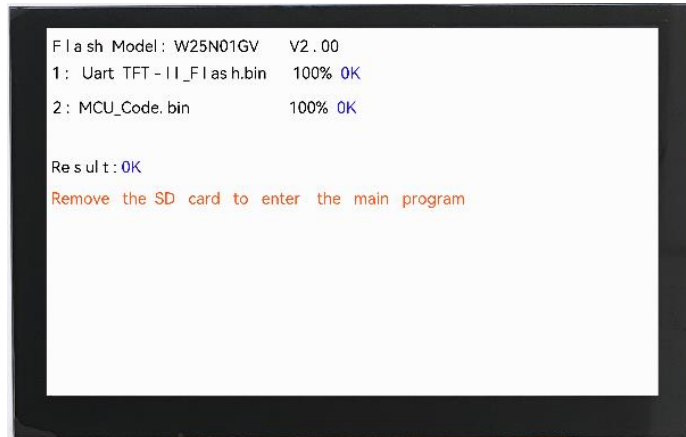 Flash Model: W25N01GV V2.00
1: Uart TFT-II_Flash.bin 100% OK
2: MCU_Code.bin 100% OK
Result:OK
Remove the SD card to enter the main program